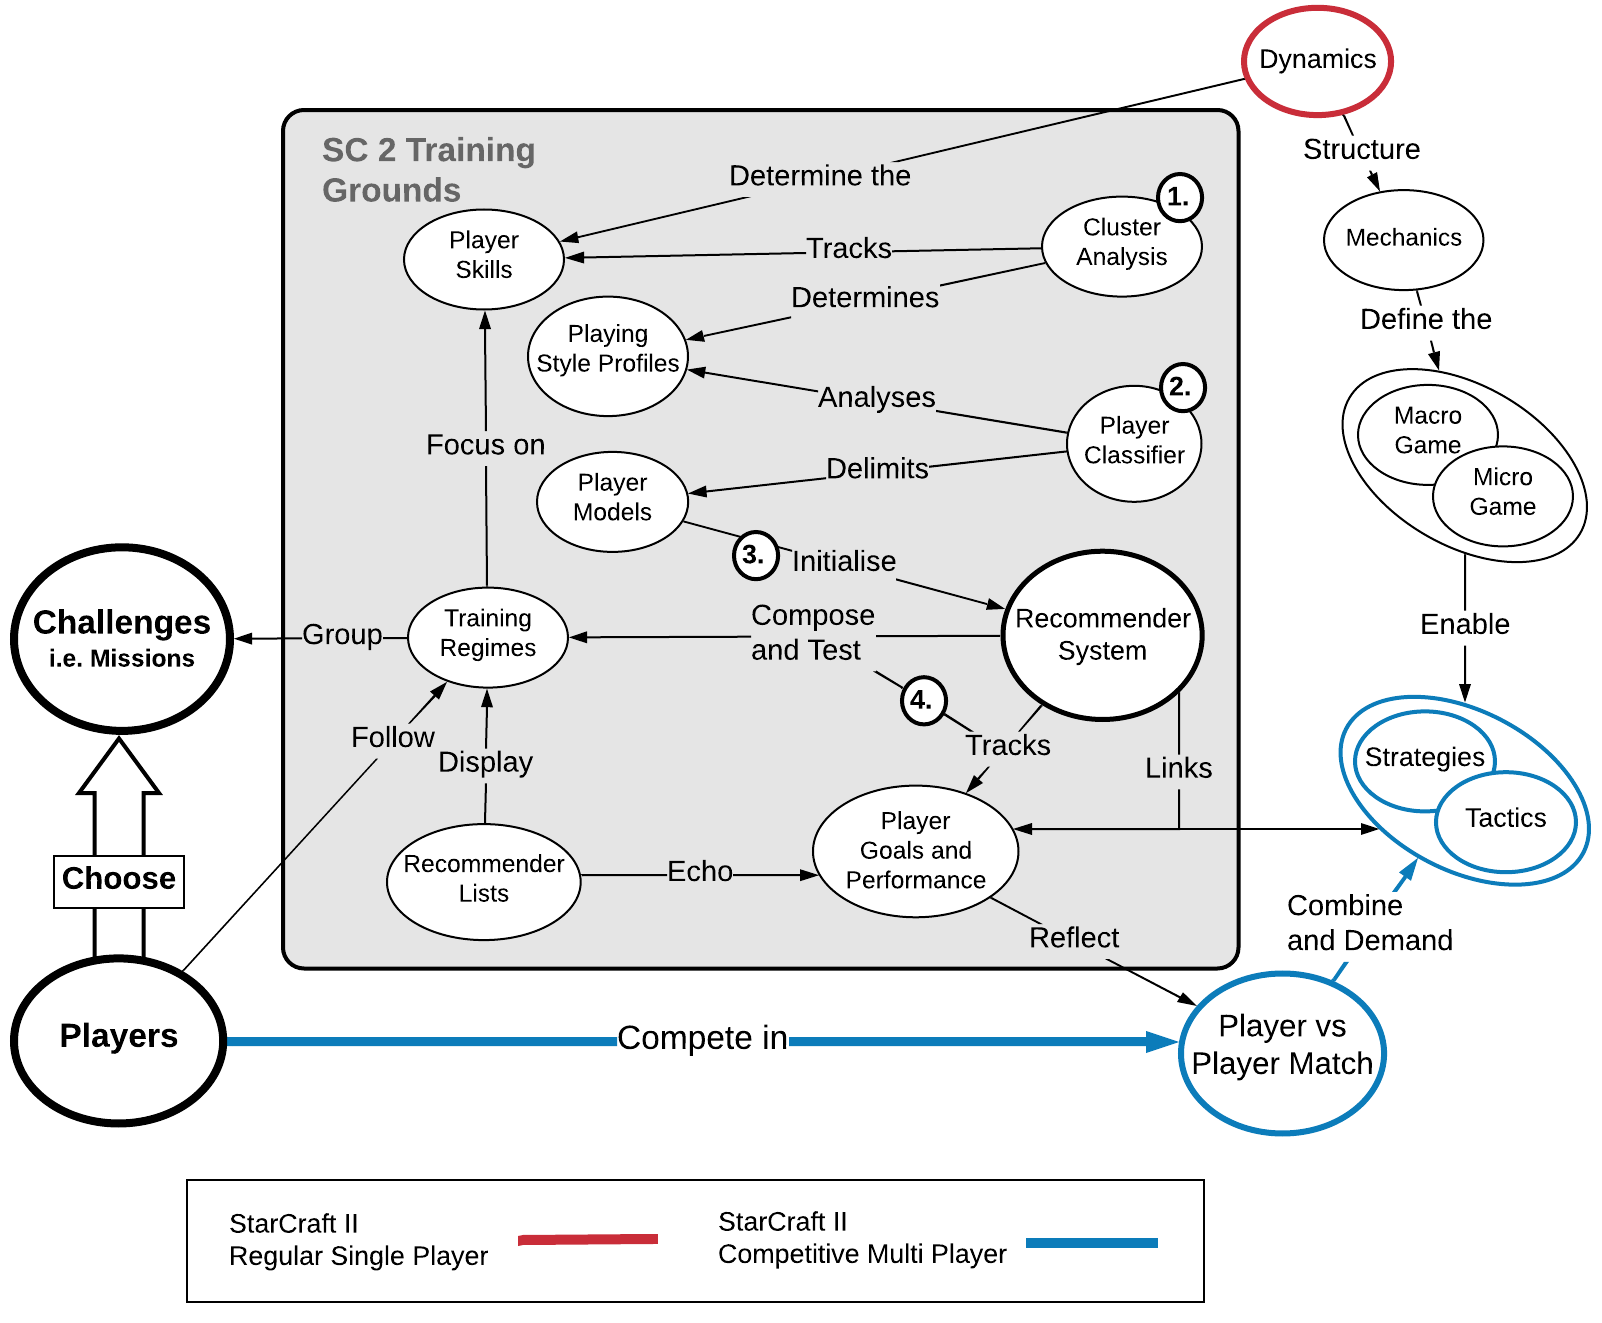 Dynamics
Structure
SC 2 Training
Grounds
Determine the
1.
Player
Skills
Tracks
Cluster
Analysis
Mechanics
Determines
Define the
Playing
Style Profiles
Analyses
2.
Player
Classifier
Macro
Game
Focus on
Delimits
Micro
Game
Player
Models
3.
Initialise
Challenges
i.e. Missions
Group
Training
Regimes
Compose
and Test
Recommender
System
Enable
4.
Follow
Display
Tracks
Links
Strategies
Tactics
Choose
Recommender
Lists
Echo
Player
Goals and
Performance
Reflect
Combine
and Demand
Players
Compete in
Player vs
Player Match
StarCraft II
Regular Single Player
StarCraft II
Competitive Multi Player